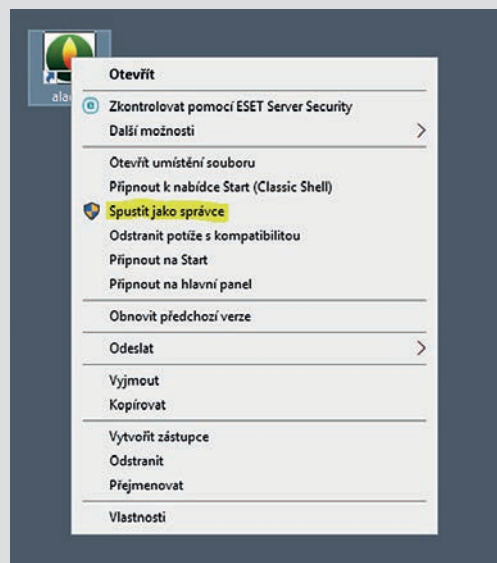 Otevřít
Zkontrolovat pomocí ESET Server Security
Další možnosti
Otevřít umístění souboru
Připnout k nabídce Start (Classic Shell)
Spustit jako správce
Odstranit potíže s kompatibilitou
Připnout na Start
Připnout na hlavní panel
Obnovit předchozí verze
Odeslat
Vyjmout
Kopírovat
Vytvořit zástupce
Odstranit
Přejmenovat
Vlastnosti